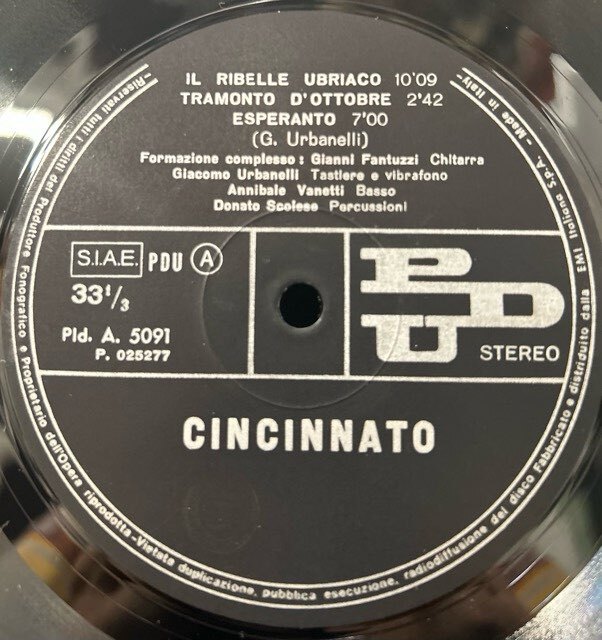 IL RIBELLE UBRIACO 10'09
TRAMONTO D'OTTOBRE 2'42
ESPERANTO 7'00
(G. Urbanelli)
Formazione complesso: Gianni Fantuzzi Chitarra
Giacomo Urbanelli Tastiere e vibrafono
Annibale Vanetti Basso
Donato Scolese Percussioni
S.I.A.E. PDU A
33⅓
Pld. A. 5091
P. 025277
PDU
STEREO
CINCINNATO
-Riservati tutti i diritti del Produttore Fonografico e Proprietario dell'Opera riprodotta-Vietata duplicazione, pubblica esecuzione, radiodiffusione del disco Fabbricato e distribuito dalla EMI Italiana S.p.A. - Made in Italy-